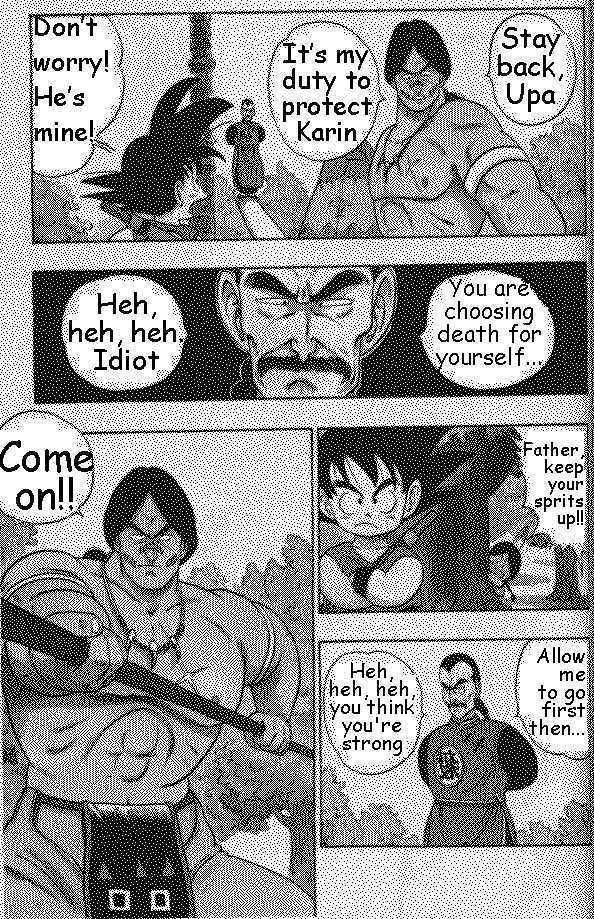 Stay
back,
Upa
It's my
duty to
protect
Karin
Don't
worry!
He's
mine!
You are
choosing
death for
yourself...
Heh,
heh, heh.
Idiot
Father,
keep
your
sprits
up!!
Allow
me
to go
first
then...
Heh,
heh, heh,
you think
you're
strong
Come
on!!